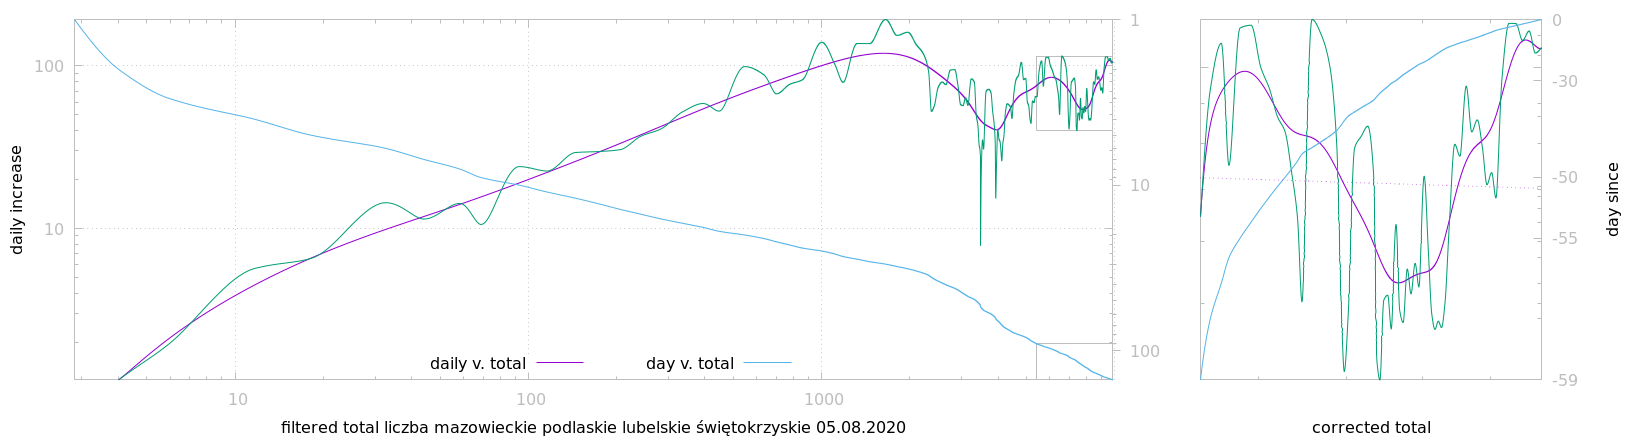 daily increase
100
10
daily v. total
day v. total
10
100
1000
1
10
100
filtered total liczba mazowieckie podlaskie lubelskie świętokrzyskie 05.08.2020
0
-30
-50
-55
-59
day since
corrected total